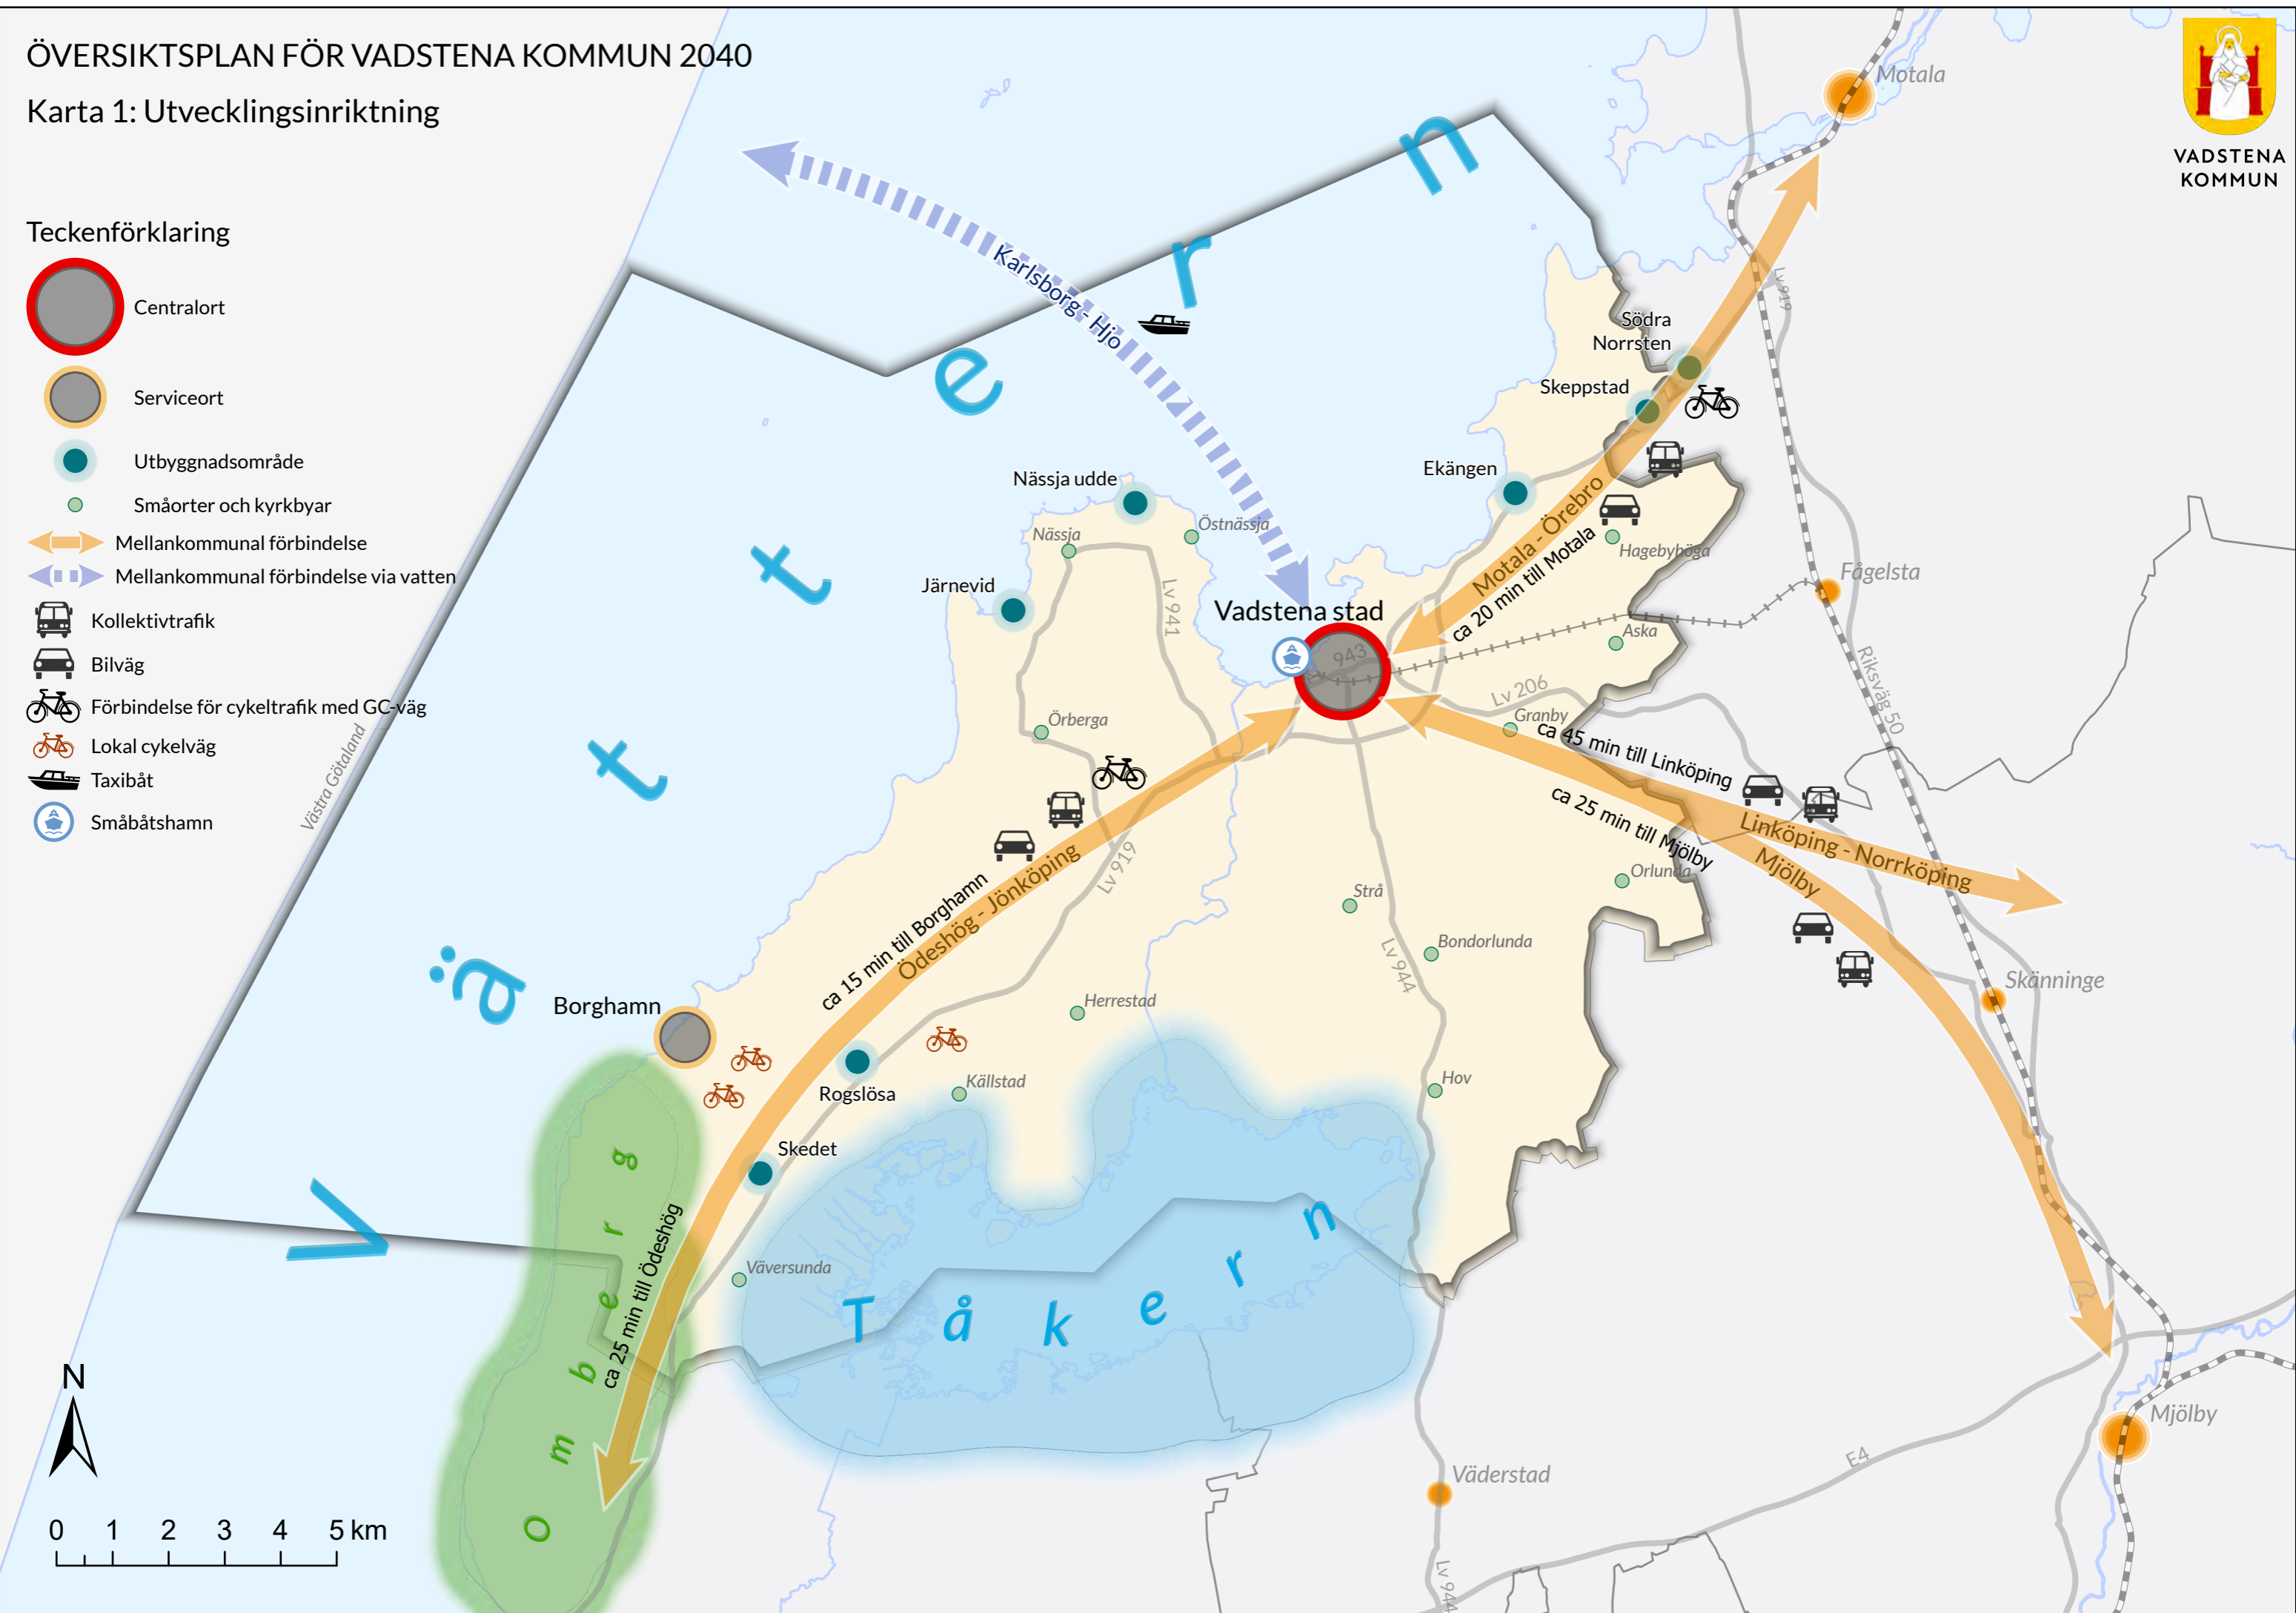 ÖVERSIKTSPLAN FÖR VADSTENA KOMMUN 2040
Karta 1: Utvecklingsinriktning
VADSTENA
KOMMUN
Teckenförklaring
Centralort
Serviceort
Utbyggnadsområde
Småorter och kyrkbyar
Mellankommunal förbindelse
Mellankommunal förbindelse via vatten
Kollektivtrafik
Bilväg
Förbindelse för cykeltrafik med GC-väg
Lokal cykelväg
Taxibåt
Småbåtshamn
Västra Götaland
Vättern
Karlsborg - Hjo
Motala
Lv 919
Södra
Norrsten
Skeppstad
Ekängen
Motala - Örebro
ca 20 min till Motala
Hagebyhöga
Fågelsta
Aska
Riksväg 50
Nässja udde
Östnässja
Nässja
Järnevid
Lv 941
Vadstena stad
943
Lv 206
Granby
ca 45 min till Linköping
ca 25 min till Mjölby
Linköping - Norrköping
Mjölby
Örberga
Lv 919
ca 15 min till Borghamn
Ödeshög - Jönköping
Orlunda
Strå
Bondorlunda
Lv 944
Skänninge
Borghamn
Herrestad
Rogslösa
Källstad
Hov
Skedet
Omberg
ca 25 min till Ödeshög
Väversunda
Tåkern
Mjölby
Väderstad
E4
Lv 944
N
0 1 2 3 4 5 km